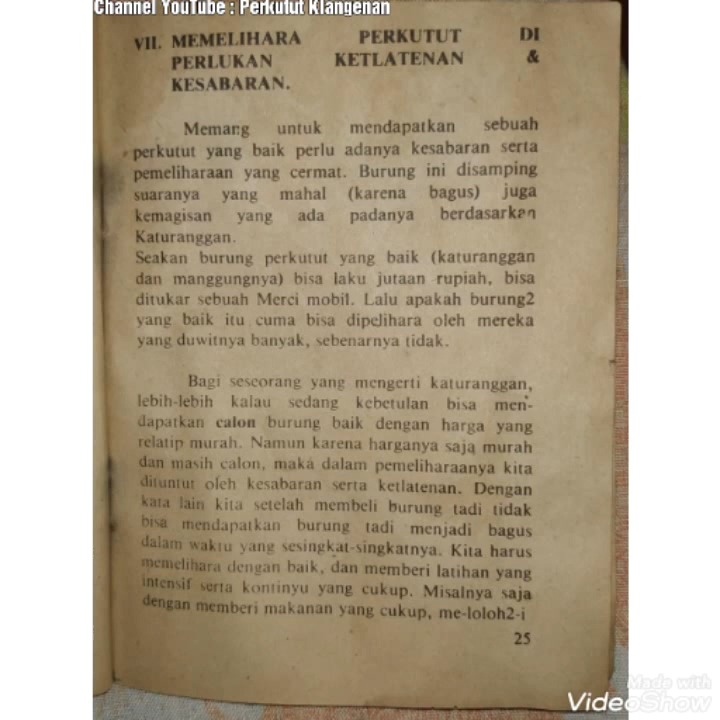 Channel YouTube : Perkutut Klangenan
VII. MEMELIHARA PERKUTUT DI
PERLUKAN KETLATENAN &
KESABARAN.
Memang untuk mendapatkan sebuah
perkutut yang baik perlu adanya kesabaran serta
pemeliharaan yang cermat. Burung ini disamping
suaranya yang mahal (karena bagus) juga
kemagisan yang ada padanya berdasarkan
Katuranggan.
Seakan burung perkutut yang baik (katuranggan
dan manggungnya) bisa laku jutaan rupiah, bisa
ditukar sebuah Merci mobil. Lalu apakah burung2
yang baik itu cuma bisa dipelihara oleh mereka
yang duwitnya banyak, sebenarnya tidak.
Bagi seseorang yang mengerti katuranggan,
lebih-lebih kalau sedang kebetulan bisa men-
dapatkan calon burung baik dengan harga yang
relatip murah. Namun karena harganya saja murah
dan masih calon, maka dalam pemeliharaanya kita
dituntut oleh kesabaran serta ketlatenan. Dengan
kata lain kita setelah membeli burung tadi tidak
bisa mendapatkan burung tadi menjadi bagus
dalam waktu yang sesingkat-singkatnya. Kita harus
memelihara dengan baik, dan memberi latihan yang
intensif serta kontinyu yang cukup. Misalnya saja
dengan memberi makanan yang cukup, me-loloh2-i
25
Made with
VideoShow